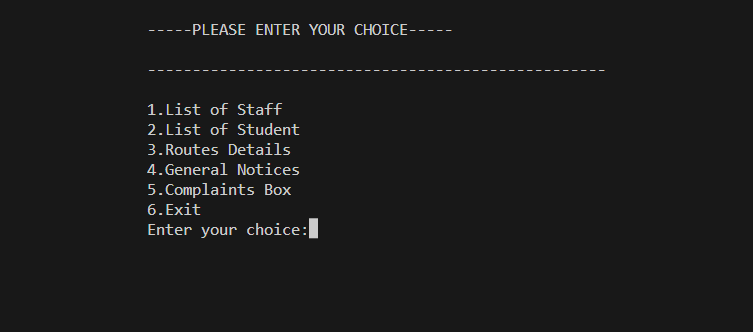 -----PLEASE ENTER YOUR CHOICE-----
---------------------------------------------------
1.List of Staff
2.List of Student
3.Routes Details
4.General Notices
5.Complaints Box
6.Exit
Enter your choice: